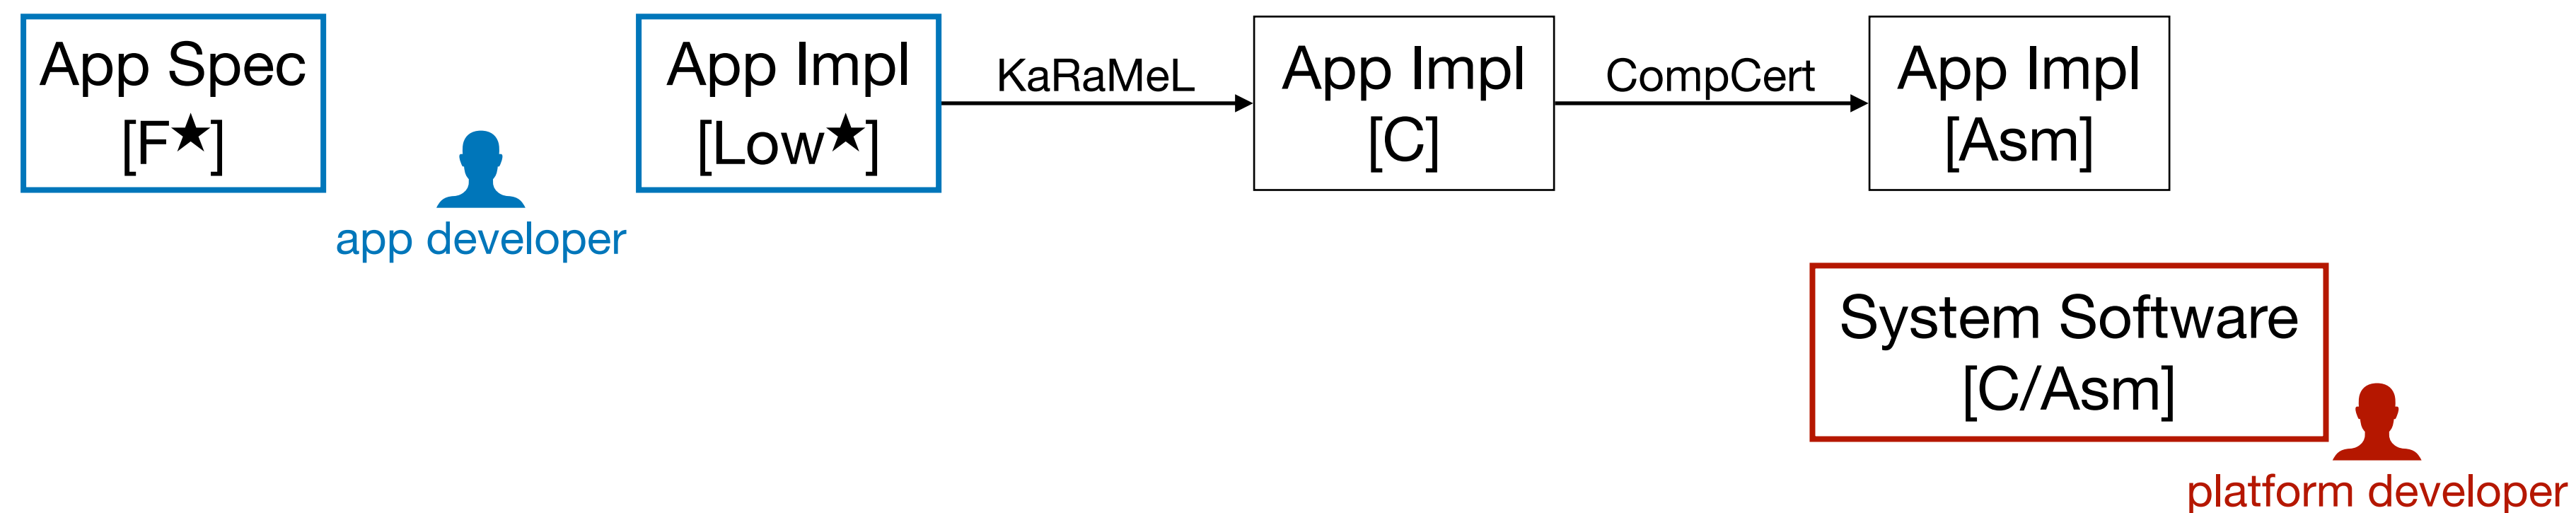 App Spec
[F★]
app developer
App Impl
[Low★]
KaRaMeL
App Impl
[C]
CompCert
App Impl
[Asm]
System Software
[C/Asm]
platform developer